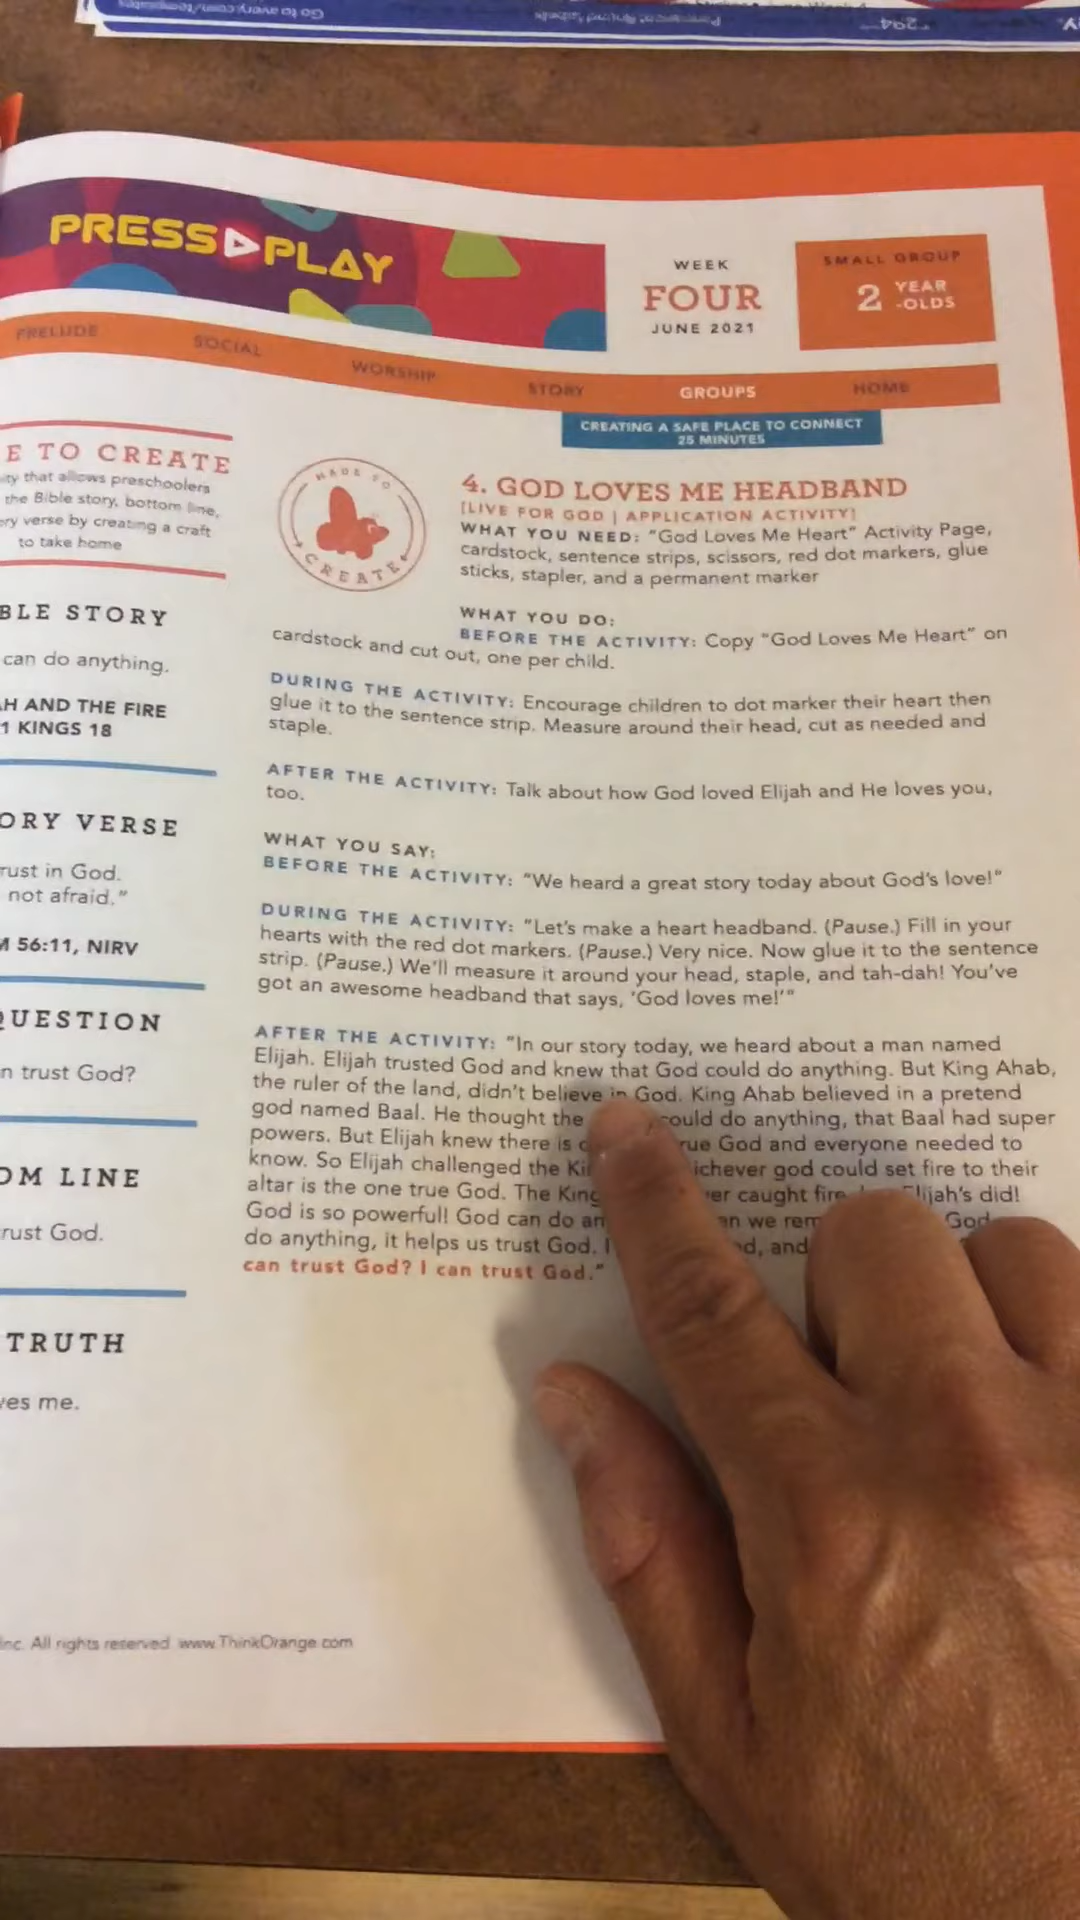 Go to avery.com/templates
PRESS PLAY
WEEK
FOUR
JUNE 2021
SMALL GROUP
2 YEAR
-OLDS
PRELUDE SOCIAL WORSHIP STORY GROUPS HOME
CREATING A SAFE PLACE TO CONNECT
25 MINUTES
E TO CREATE
ity that allows preschoolers
the Bible story, bottom line,
ory verse by creating a craft
to take home
BLE STORY
can do anything.
AH AND THE FIRE
1 KINGS 18
ORY VERSE
rust in God.
not afraid."
M 56:11, NIRV
QUESTION
n trust God?
OM LINE
rust God.
TRUTH
ves me.
MADE TO
CREATE
4. GOD LOVES ME HEADBAND
[LIVE FOR GOD | APPLICATION ACTIVITY]
WHAT YOU NEED: "God Loves Me Heart" Activity Page,
cardstock, sentence strips, scissors, red dot markers, glue
sticks, stapler, and a permanent marker
WHAT YOU DO:
BEFORE THE ACTIVITY: Copy "God Loves Me Heart" on
cardstock and cut out, one per child.
DURING THE ACTIVITY: Encourage children to dot marker their heart then
glue it to the sentence strip. Measure around their head, cut as needed and
staple.
AFTER THE ACTIVITY: Talk about how God loved Elijah and He loves you,
too.
WHAT YOU SAY:
BEFORE THE ACTIVITY: "We heard a great story today about God's love!"
DURING THE ACTIVITY: "Let's make a heart headband. (Pause.) Fill in your
hearts with the red dot markers. (Pause.) Very nice. Now glue it to the sentence
strip. (Pause.) We'll measure it around your head, staple, and tah-dah! You've
got an awesome headband that says, 'God loves me!'"
AFTER THE ACTIVITY: "In our story today, we heard about a man named
Elijah. Elijah trusted God and knew that God could do anything. But King Ahab,
the ruler of the land, didn't believe in God. King Ahab believed in a pretend
god named Baal. He thought the could do anything, that Baal had super
powers. But Elijah knew there is rue God and everyone needed to
know. So Elijah challenged the Ki ichever god could set fire to their
altar is the one true God. The King er caught fire, Elijah's did!
God is so powerful! God can do an an we rem God
do anything, it helps us trust God. d, and
can trust God? I can trust God."
Inc. All rights reserved. www.ThinkOrange.com